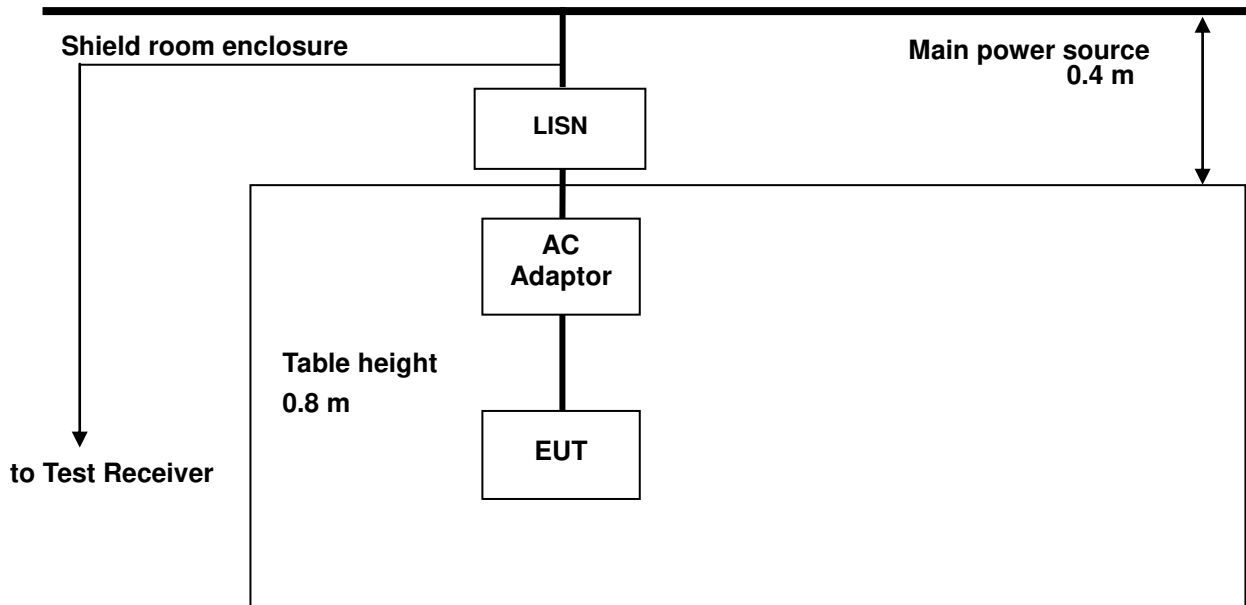 Shield room enclosure
Main power source
0.4 m
LISN
AC
Adaptor
Table height
0.8 m
EUT
to Test Receiver